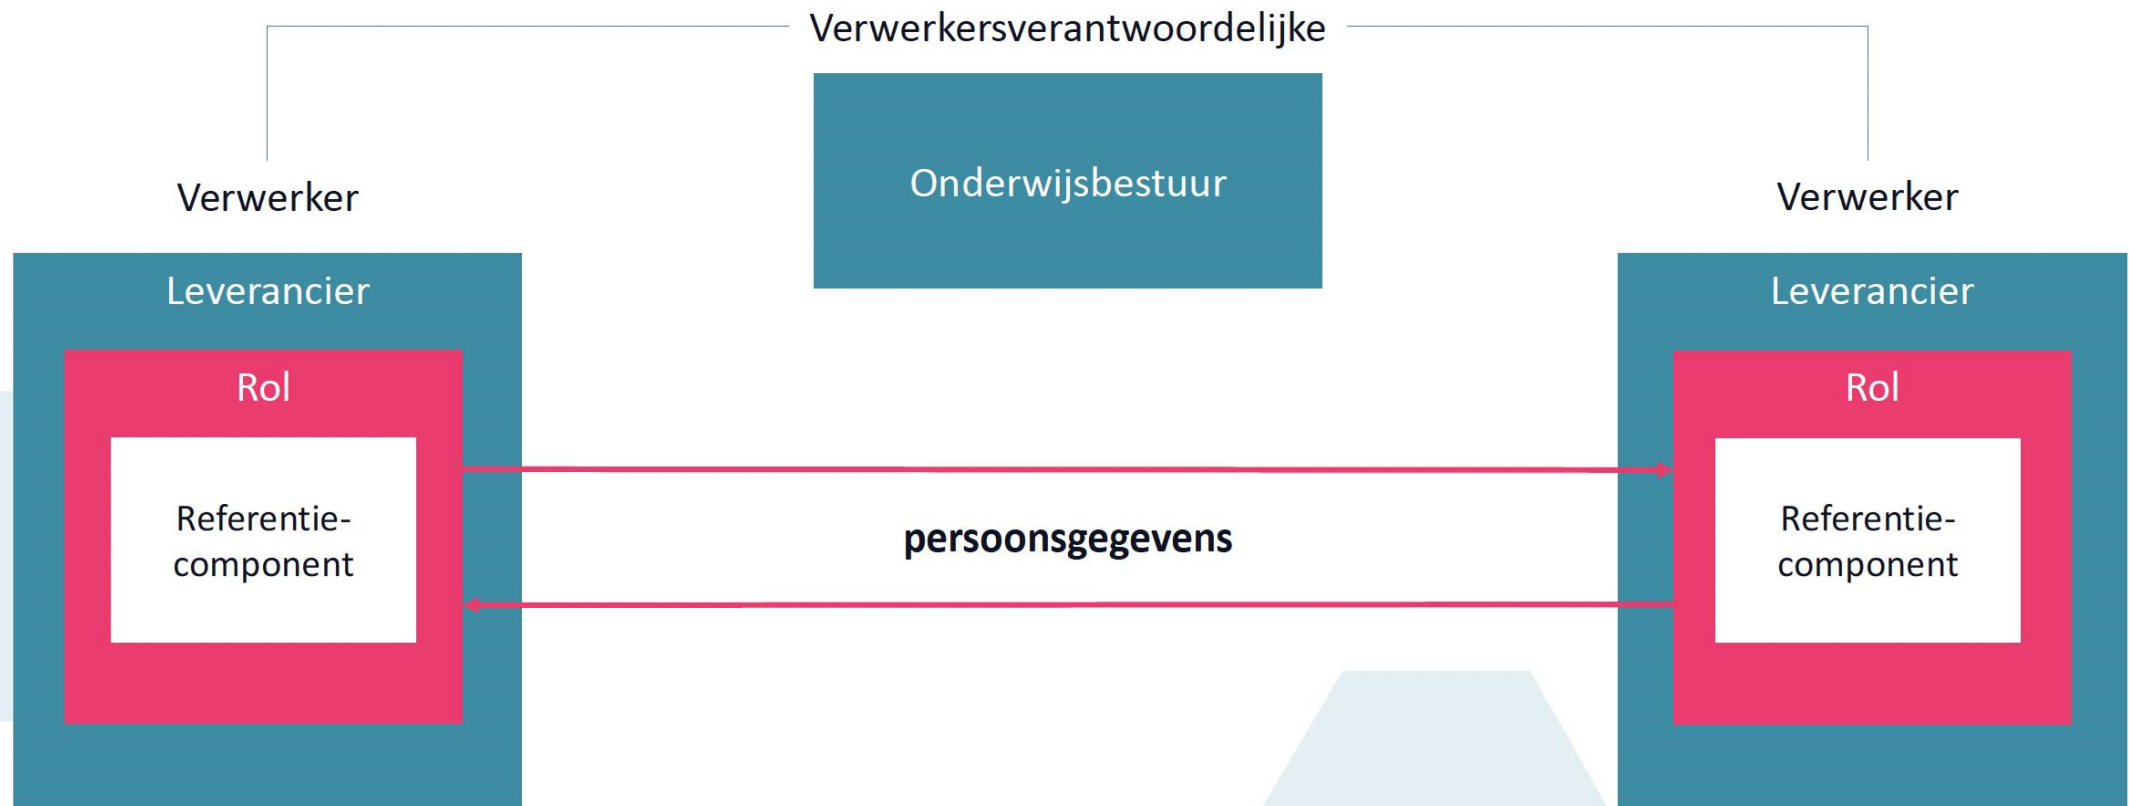 Verwerkersverantwoordelijke
Onderwijsbestuur
Verwerker
Leverancier
Rol
Referentie-
component
persoonsgegevens
Verwerker
Leverancier
Rol
Referentie-
component